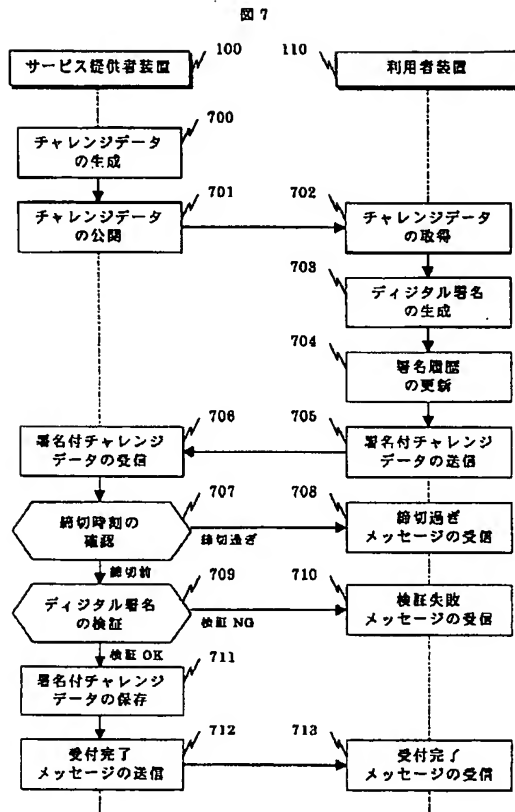 図7
100
110
サービス提供者装置
利用者装置
700
チャレンジデータ
の生成
701
702
チャレンジデータ
の公開
チャレンジデータ
の取得
703
ディジタル署名
の生成
704
署名履歴
の更新
706
705
署名付チャレンジ
データの受信
署名付チャレンジ
データの送信
707
708
締切時刻の
確認
締切過ぎ
締切過ぎ
メッセージの受信
締切前
709
710
ディジタル署名
の検証
検証 NG
検証失敗
メッセージの受信
検証 OK
711
署名付チャレンジ
データの保存
712
713
受付完了
メッセージの送信
受付完了
メッセージの受信